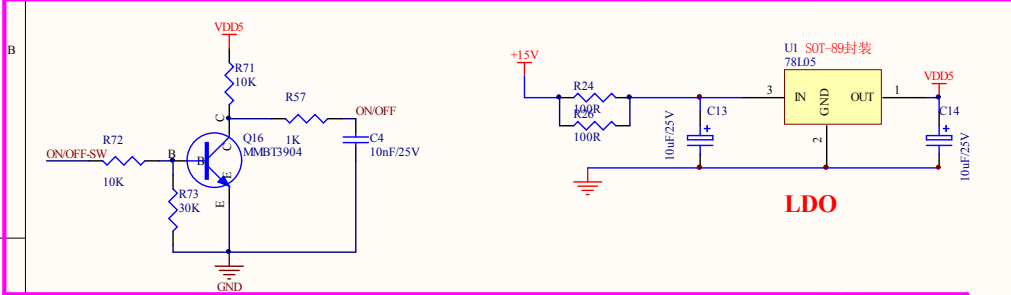 B
VDD5
R71
10K
R57
1K
ON/OFF
C4
10nF/25V
C
C
Q16
MMBT3904
R72
10K
ON/OFF-SW
B
B
E
E
R73
30K
GND
+15V
R24
100R
R26
100R
C13
10uF/25V
+
U1 SOT-89封装
78L05
3
IN
GND
OUT
1
2
VDD5
C14
+
10uF/25V
LDO